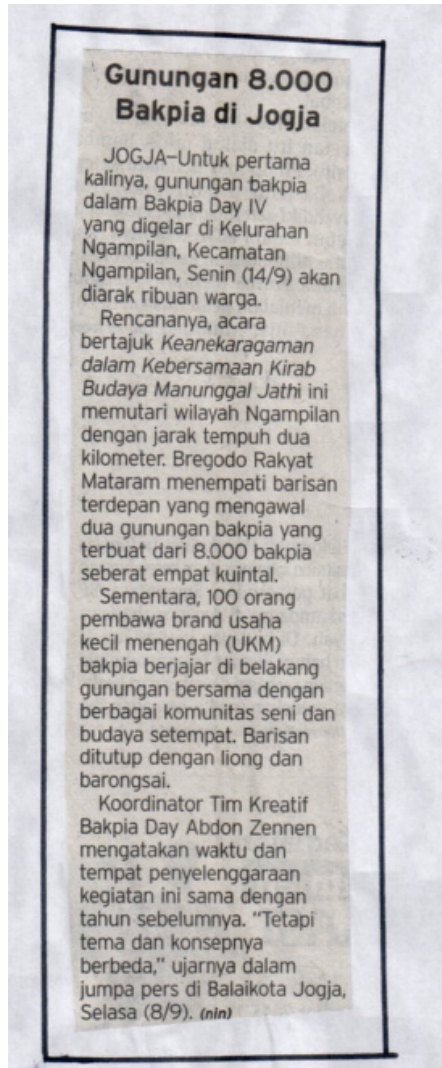 Gunungan 8.000
Bakpia di Jogja
JOGJA–Untuk pertama
kalinya, gunungan bakpia
dalam Bakpia Day IV
yang digelar di Kelurahan
Ngampilan, Kecamatan
Ngampilan, Senin (14/9) akan
diarak ribuan warga.
Rencananya, acara
bertajuk Keanekaragaman
dalam Kebersamaan Kirab
Budaya Manunggal Jathi ini
memutari wilayah Ngampilan
dengan jarak tempuh dua
kilometer. Bregodo Rakyat
Mataram menempati barisan
terdepan yang mengawal
dua gunungan bakpia yang
terbuat dari 8.000 bakpia
seberat empat kuintal.
Sementara, 100 orang
pembawa brand usaha
kecil menengah (UKM)
bakpia berjajar di belakang
gunungan bersama dengan
berbagai komunitas seni dan
budaya setempat. Barisan
ditutup dengan liong dan
barongsai.
Koordinator Tim Kreatif
Bakpia Day Abdon Zennen
mengatakan waktu dan
tempat penyelenggaraan
kegiatan ini sama dengan
tahun sebelumnya. “Tetapi
tema dan konsepnya
berbeda,” ujarnya dalam
jumpa pers di Balaikota Jogja,
Selasa (8/9). (nin)